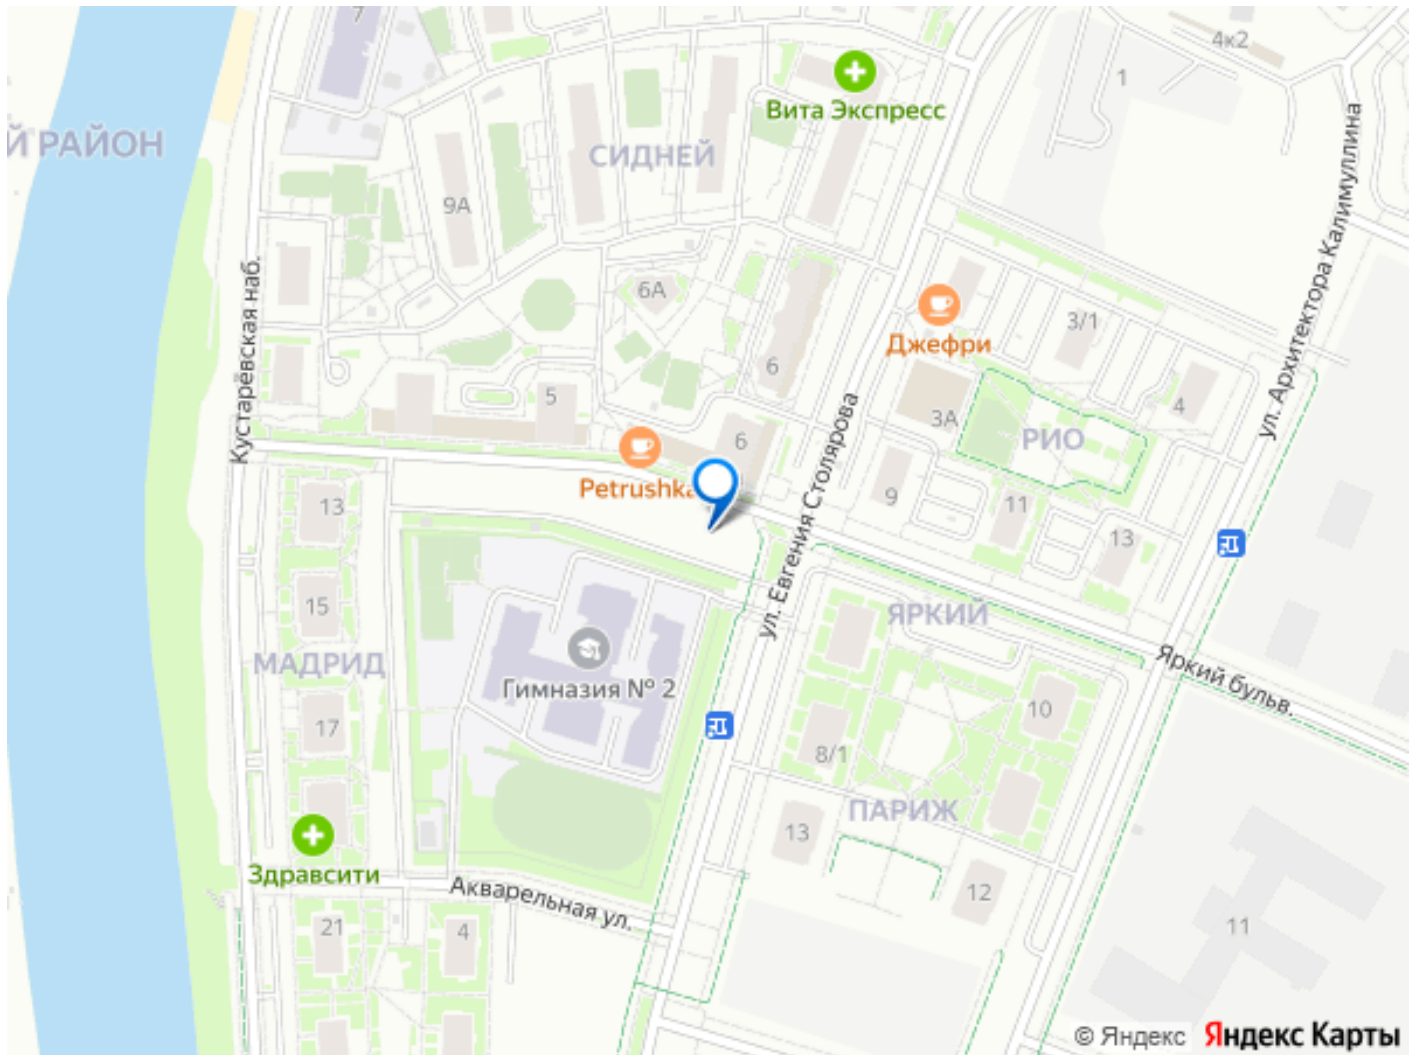 7
4к2
1
Вита Экспресс
Й РАЙОН
СИДНЕЙ
9А
ул. Архитектора Калимуллина
Кустарёвская наб.
6А
3/1
Джефри
6
5
4
3А
РИО
6
ул. Евгения Столярова
Petrushka
9
11
13
13
15
ЯРКИЙ
МАДРИД
Яркий бульв.
Гимназия № 2
17
10
8/1
ПАРИЖ
13
Здравсити
Акварельная ул.
12
21
4
11
© Яндекс Яндекс Карты